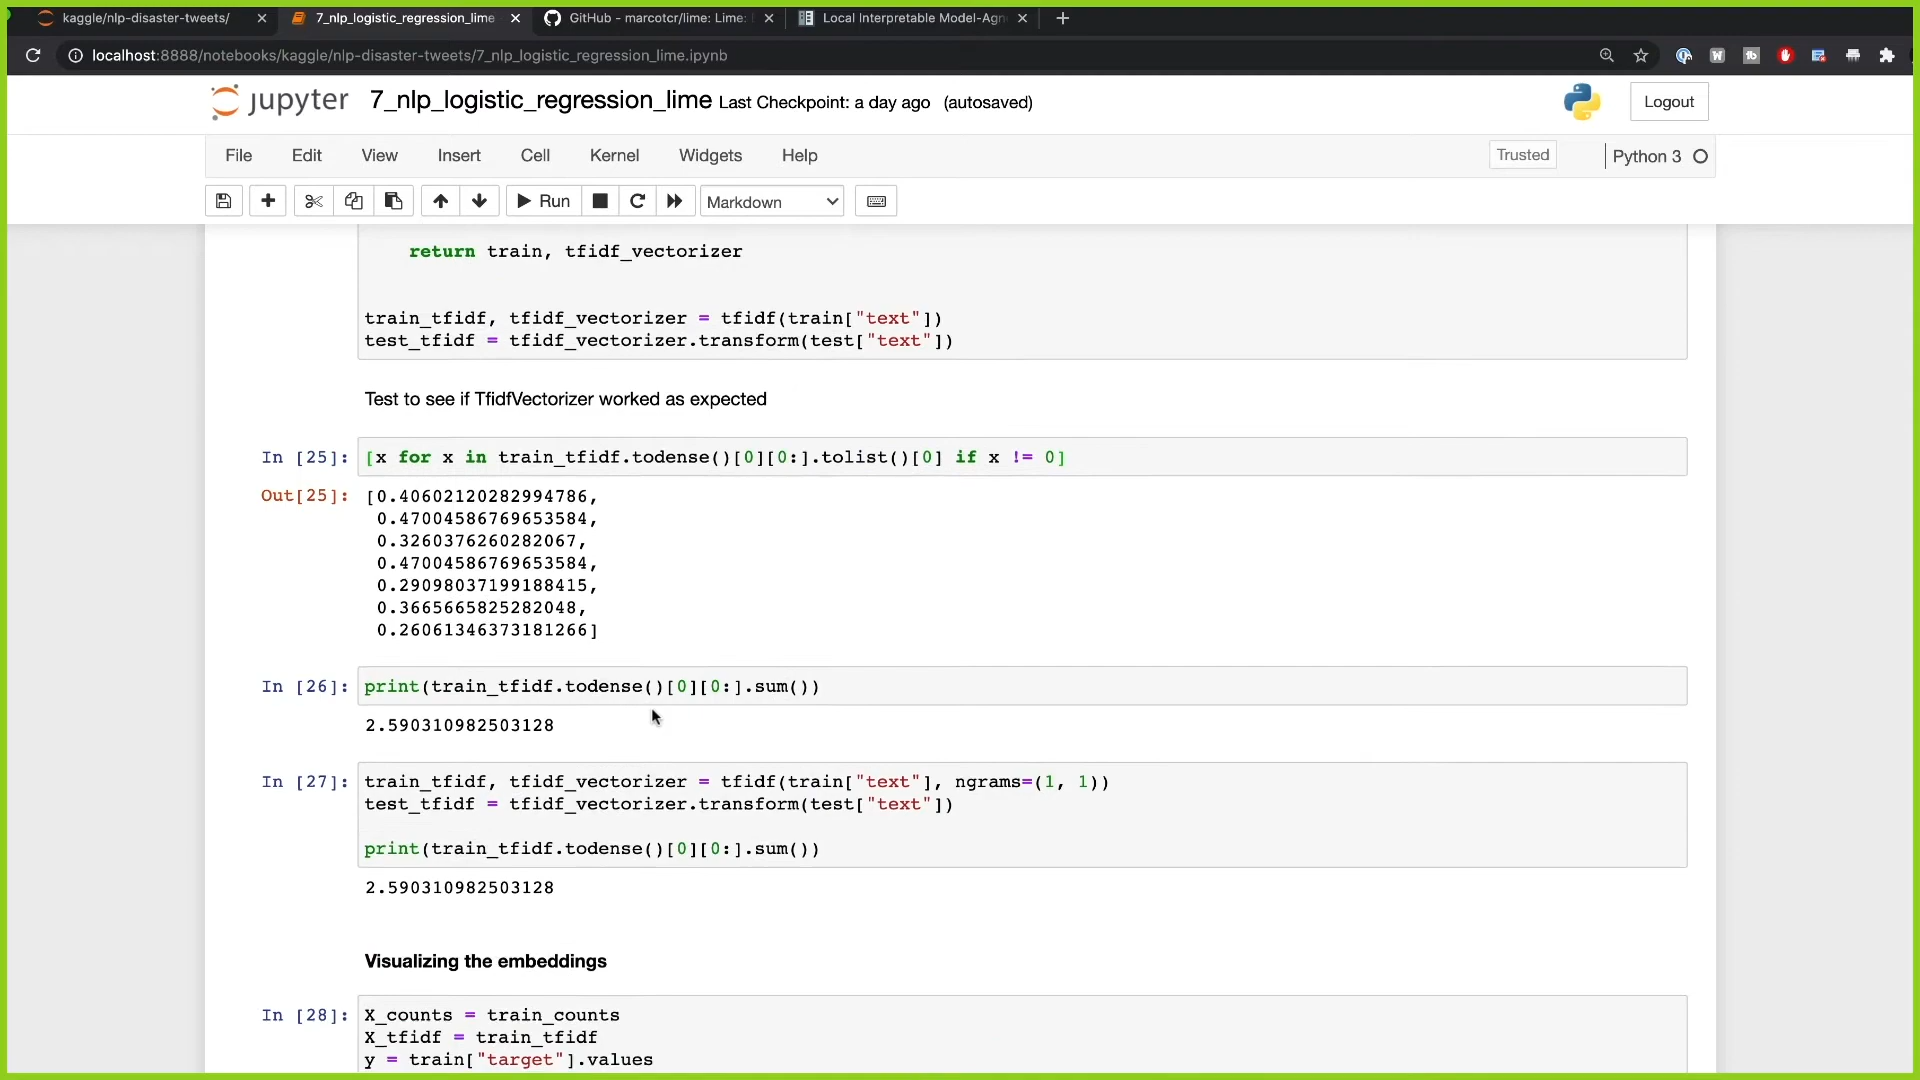 kaggle/nlp-disaster-tweets/
7_nlp_logistic_regression_lime
GitHub - marcotcr/lime: Lime:
Local Interpretable Model-Agn
localhost:8888/notebooks/kaggle/nlp-disaster-tweets/7_nlp_logistic_regression_lime.ipynb
jupyter 7_nlp_logistic_regression_lime Last Checkpoint: a day ago (autosaved)
Logout
File Edit View Insert Cell Kernel Widgets Help
Trusted
Python 3
Run
Markdown
return train, tfidf_vectorizer
train_tfidf, tfidf_vectorizer = tfidf(train["text"])
test_tfidf = tfidf_vectorizer.transform(test["text"])
Test to see if TfidfVectorizer worked as expected
In [25]: [x for x in train_tfidf.todense()[0][0:].tolist()[0] if x != 0]
Out[25]: [0.40602120282994786,
0.47004586769653584,
0.3260376260282067,
0.47004586769653584,
0.29098037199188415,
0.3665665825282048,
0.26061346373181266]
In [26]: print(train_tfidf.todense()[0][0:].sum())
2.590310982503128
In [27]: train_tfidf, tfidf_vectorizer = tfidf(train["text"], ngrams=(1, 1))
test_tfidf = tfidf_vectorizer.transform(test["text"])
print(train_tfidf.todense()[0][0:].sum())
2.590310982503128
Visualizing the embeddings
In [28]: X_counts = train_counts
X_tfidf = train_tfidf
y = train["target"].values